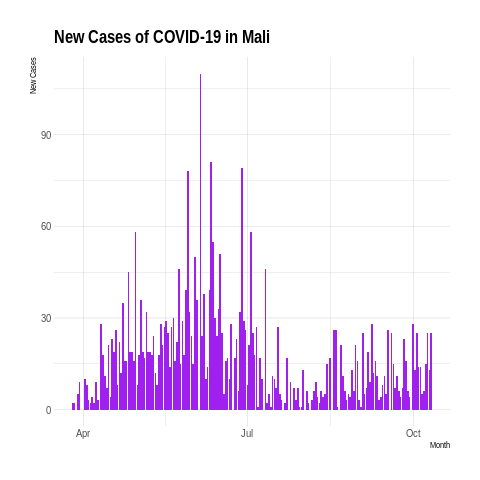 New Cases of COVID-19 in Mali
New Cases
90
60
30
0
Apr
Jul
Oct
Month